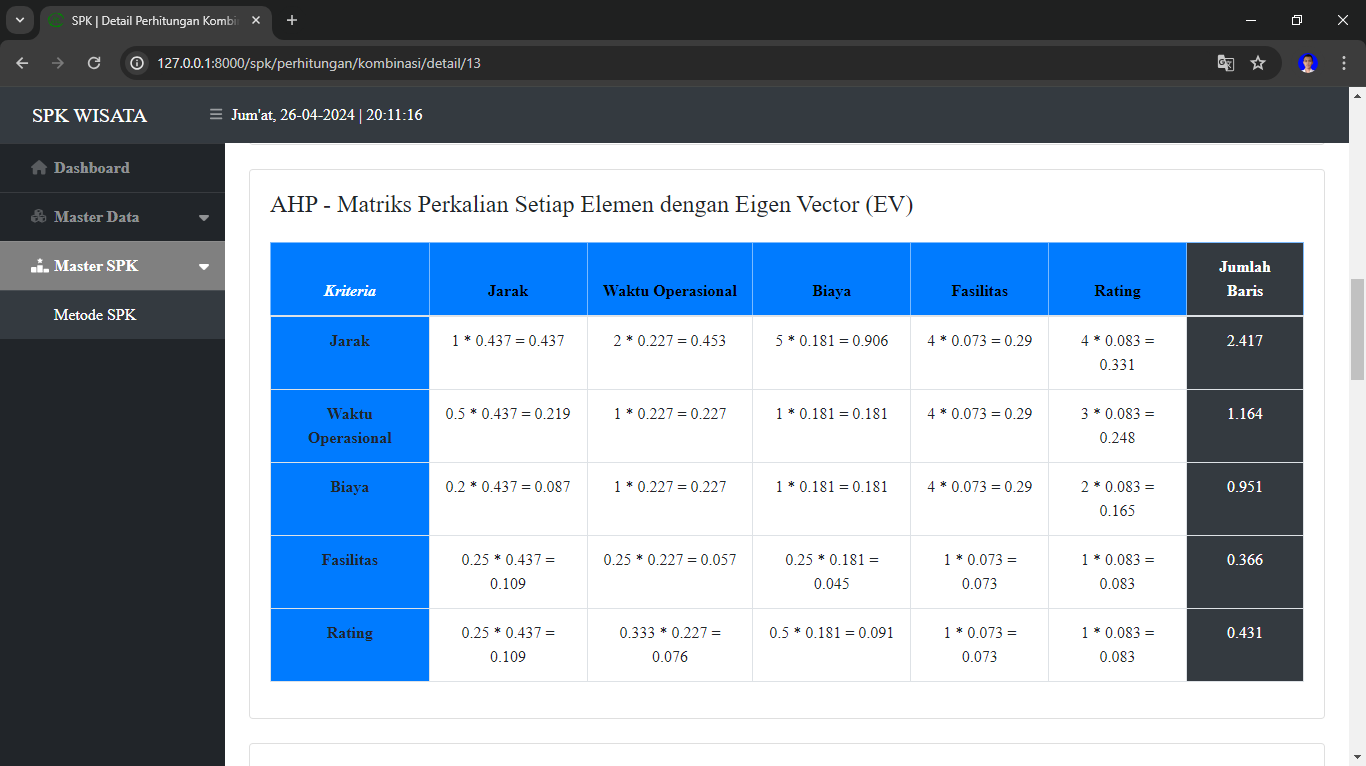 SPK | Detail Perhitungan Kombin
127.0.0.1:8000/spk/perhitungan/kombinasi/detail/13
SPK WISATA
Jum'at, 26-04-2024 | 20:11:16
Dashboard
Master Data
Master SPK
Metode SPK
AHP - Matriks Perkalian Setiap Elemen dengan Eigen Vector (EV)
Kriteria Jarak Waktu Operasional Biaya Fasilitas Rating Jumlah Baris
Jarak 1 * 0.437 = 0.437 2 * 0.227 = 0.453 5 * 0.181 = 0.906 4 * 0.073 = 0.29 4 * 0.083 = 0.331 2.417
Waktu Operasional 0.5 * 0.437 = 0.219 1 * 0.227 = 0.227 1 * 0.181 = 0.181 4 * 0.073 = 0.29 3 * 0.083 = 0.248 1.164
Biaya 0.2 * 0.437 = 0.087 1 * 0.227 = 0.227 1 * 0.181 = 0.181 4 * 0.073 = 0.29 2 * 0.083 = 0.165 0.951
Fasilitas 0.25 * 0.437 = 0.109 0.25 * 0.227 = 0.057 0.25 * 0.181 = 0.045 1 * 0.073 = 0.073 1 * 0.083 = 0.083 0.366
Rating 0.25 * 0.437 = 0.109 0.333 * 0.227 = 0.076 0.5 * 0.181 = 0.091 1 * 0.073 = 0.073 1 * 0.083 = 0.083 0.431